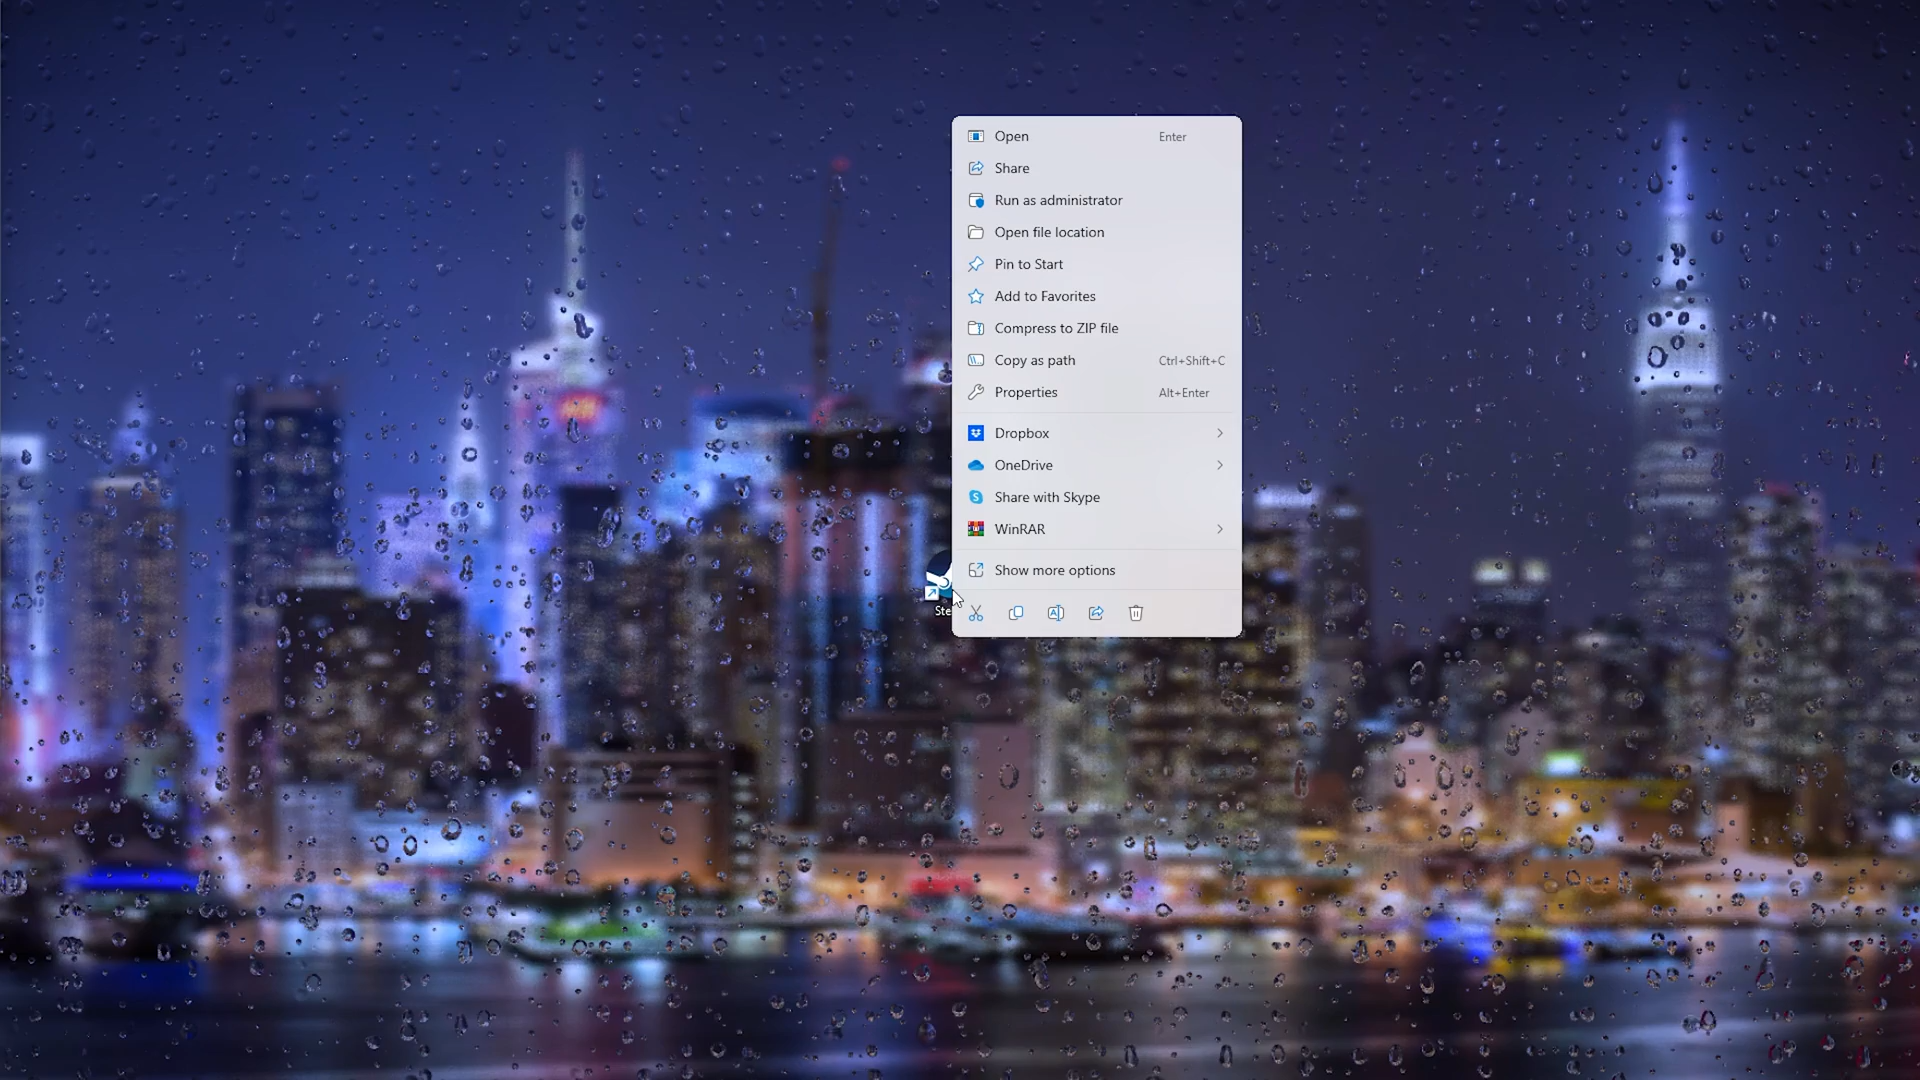 Open Enter
Share
Run as administrator
Open file location
Pin to Start
Add to Favorites
Compress to ZIP file
Copy as path Ctrl+Shift+C
Properties Alt+Enter
Dropbox
OneDrive
Share with Skype
WinRAR
Show more options
Ste